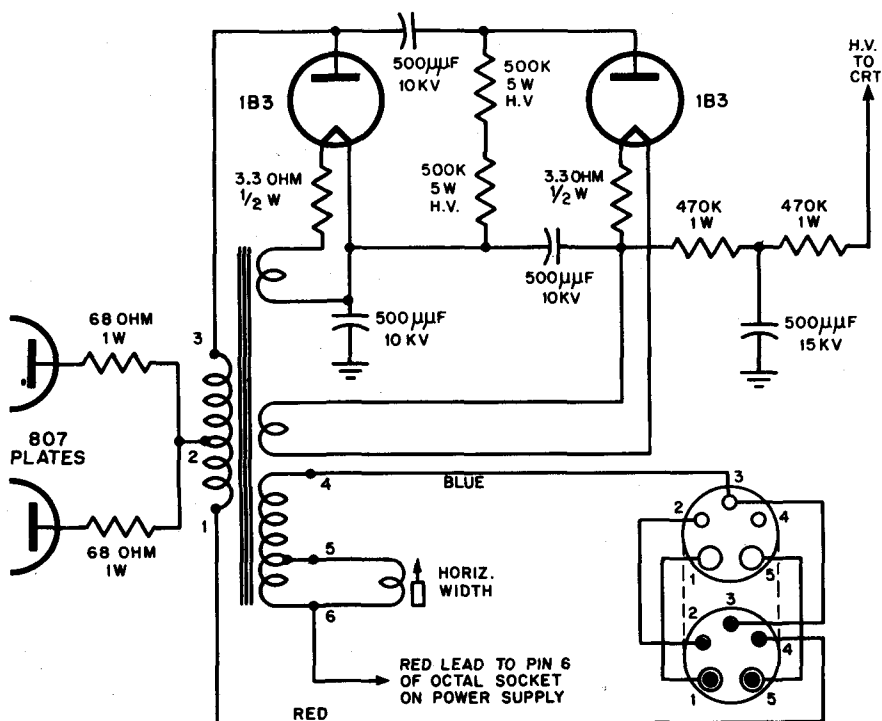 500µµF
10KV
1B3
500K
5W
H.V
1B3
H.V.
TO
CRT
3.3 OHM
1/2 W
500K
5W
H.V.
3.3 OHM
1/2 W
470K
1W
470K
1W
500µµF
10KV
500µµF
10 KV
500µµF
15KV
68 OHM
1W
3
807
PLATES
2
1
68 OHM
1W
4
BLUE
5
HORIZ.
WIDTH
6
RED LEAD TO PIN 6
OF OCTAL SOCKET
ON POWER SUPPLY
RED
3
2
4
1
5
3
2
4
1
5